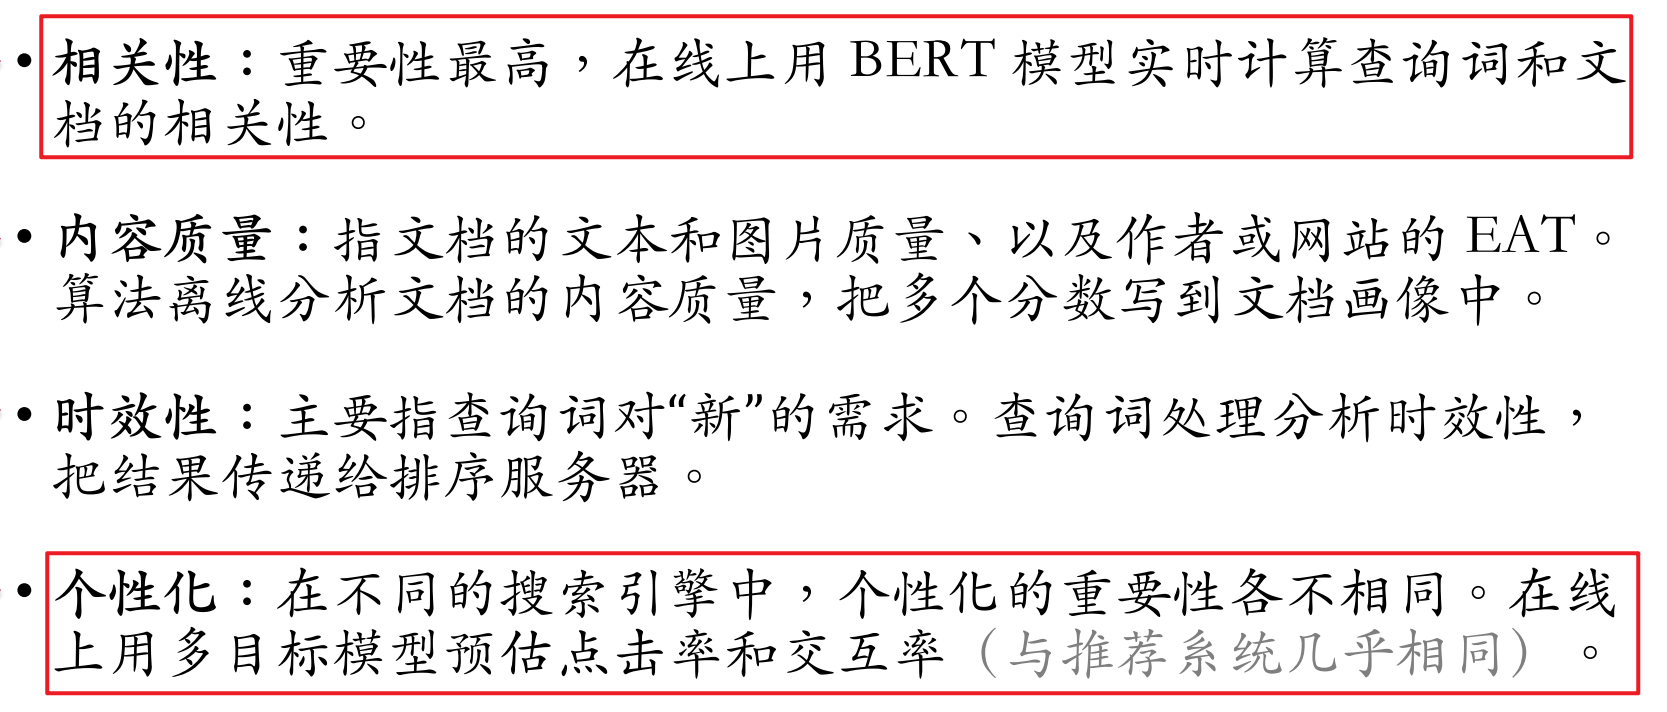 • 相关性：重要性最高，在线上用 BERT 模型实时计算查询词和文
档的相关性。
• 内容质量：指文档的文本和图片质量、以及作者或网站的 EAT。
算法离线分析文档的内容质量，把多个分数写到文档画像中。
• 时效性：主要指查询词对“新”的需求。查询词处理分析时效性，
把结果传递给排序服务器。
• 个性化：在不同的搜索引擎中，个性化的重要性各不相同。在线
上用多目标模型预估点击率和交互率（与推荐系统几乎相同）。